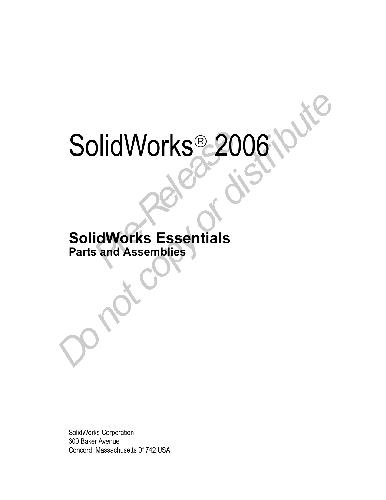 SolidWorks® 2006
Pre-Release
Do not copy or distribute
SolidWorks Essentials
Parts and Assemblies
SolidWorks Corporation
Baker Avenue
Concord, Massachusetts 01742 USA